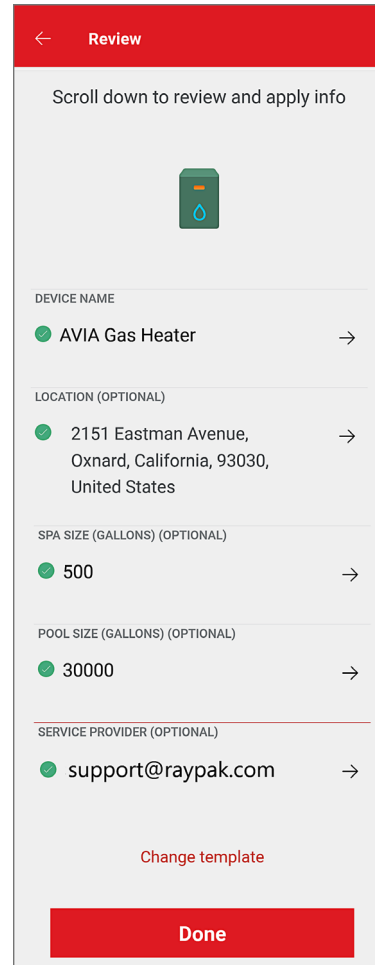 Review
Scroll down to review and apply info
DEVICE NAME
AVIA Gas Heater
LOCATION (OPTIONAL)
2151 Eastman Avenue,
Oxnard, California, 93030,
United States
SPA SIZE (GALLONS) (OPTIONAL)
500
POOL SIZE (GALLONS) (OPTIONAL)
30000
SERVICE PROVIDER (OPTIONAL)
support@raypak.com
Change template
Done